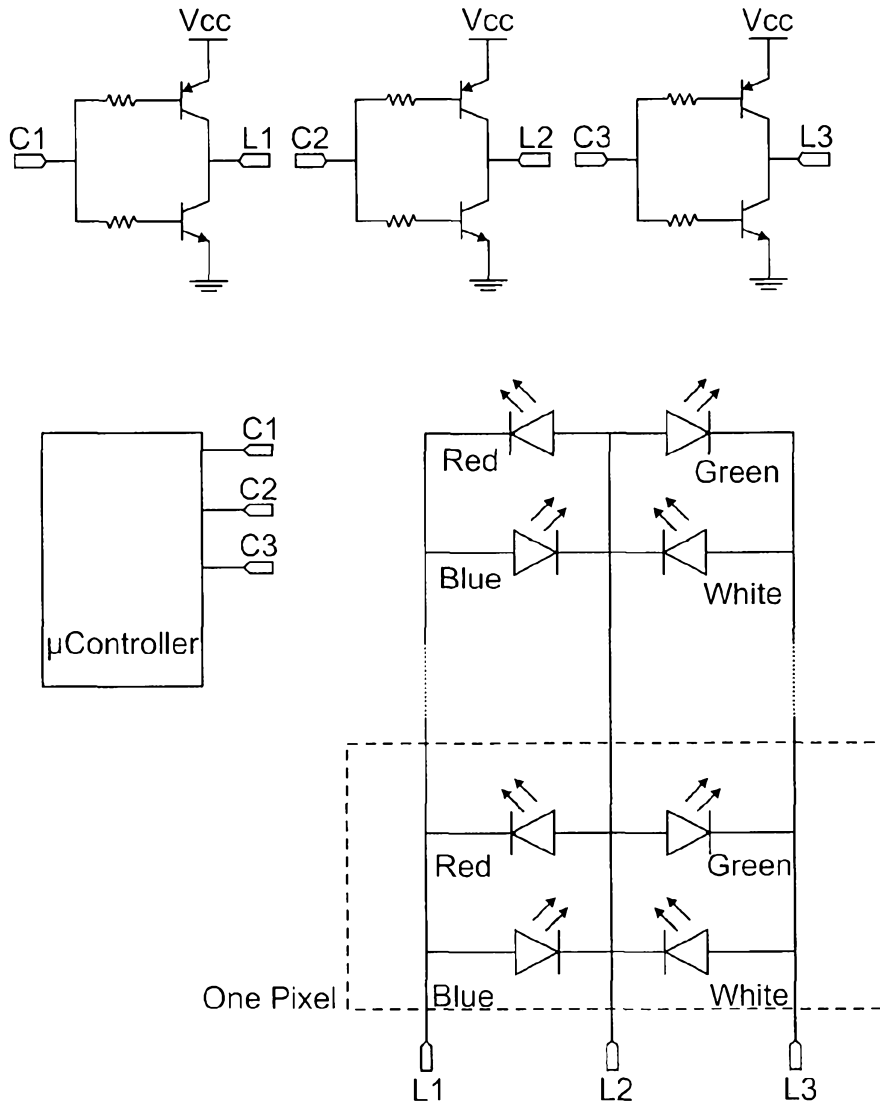 Vcc Vcc Vcc
C1 L1 C2 L2 C3 L3
C1
C2
C3
µController
Red Green
Blue White
Red Green
Blue White
One Pixel
L1 L2 L3